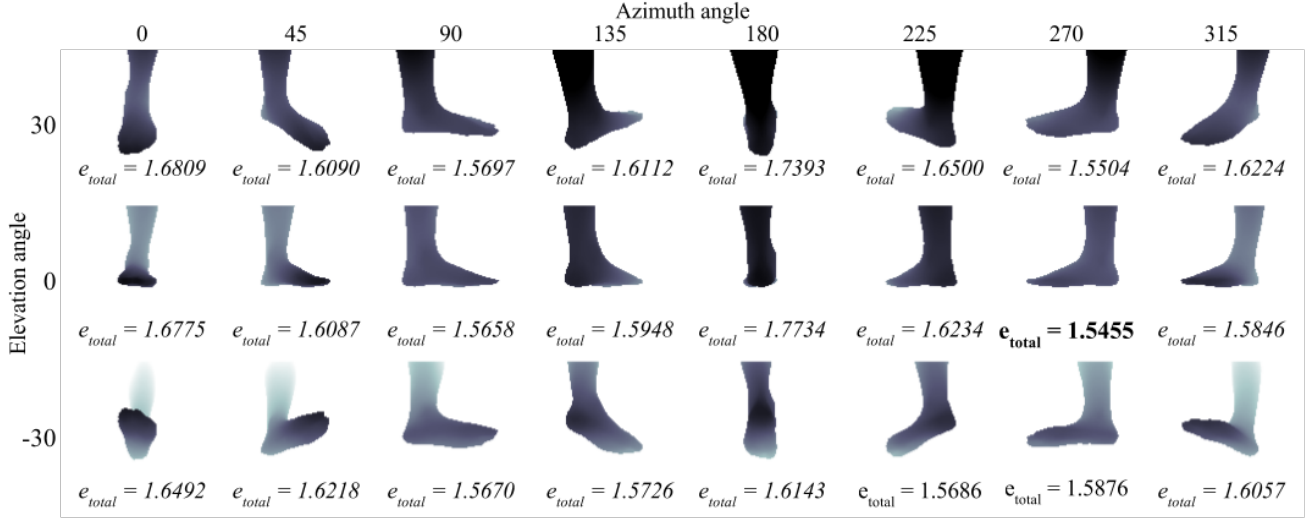 Azimuth angle
0 45 90 135 180 225 270 315
Elevation angle
30
e_total = 1.6809 e_total = 1.6090 e_total = 1.5697 e_total = 1.6112 e_total = 1.7393 e_total = 1.6500 e_total = 1.5504 e_total = 1.6224
0
e_total = 1.6775 e_total = 1.6087 e_total = 1.5658 e_total = 1.5948 e_total = 1.7734 e_total = 1.6234 e_total = 1.5455 e_total = 1.5846
-30
e_total = 1.6492 e_total = 1.6218 e_total = 1.5670 e_total = 1.5726 e_total = 1.6143 e_total = 1.5686 e_total = 1.5876 e_total = 1.6057